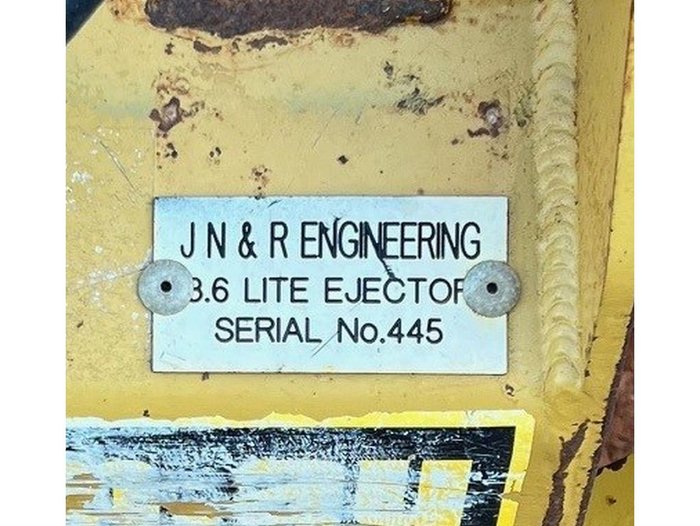 J N & R ENGINEERING
3.6 LITE EJECTOR
SERIAL No.445